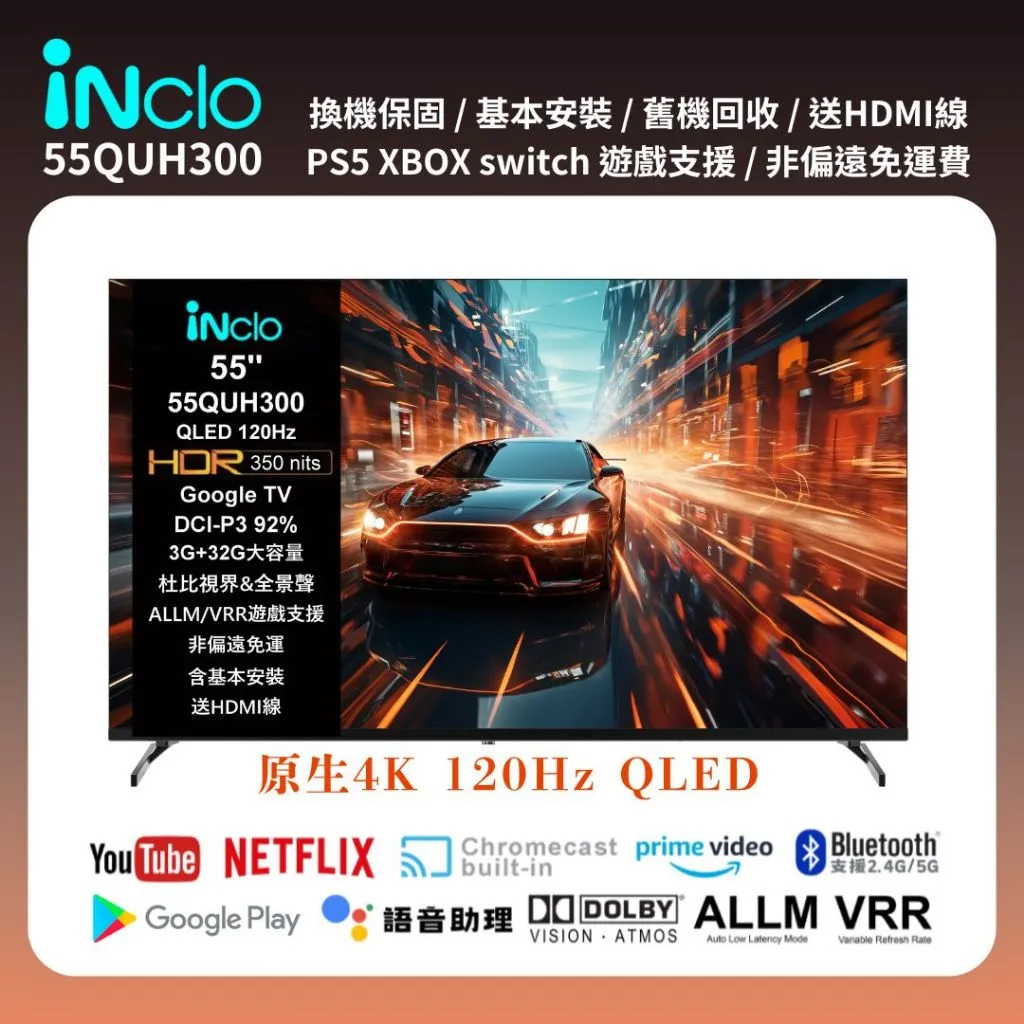 iNclo
55QUH300
換機保固 / 基本安裝 / 舊機回收 / 送HDMI線
PS5 XBOX switch 遊戲支援 / 非偏遠免運費
iNclo
55''
55QUH300
QLED 120Hz
HDR 350 nits
Google TV
DCI-P3 92%
3G+32G大容量
杜比視界&全景聲
ALLM/VRR遊戲支援
非偏遠免運
含基本安裝
送HDMI線
原生4K 120Hz QLED
YouTube
NETFLIX
Chromecast
built-in
prime video
Bluetooth®
支援2.4G/5G
Google Play
語音助理
DOLBY
VISION · ATMOS
ALLM
Auto Low Latency Mode
VRR
Variable Refresh Rate